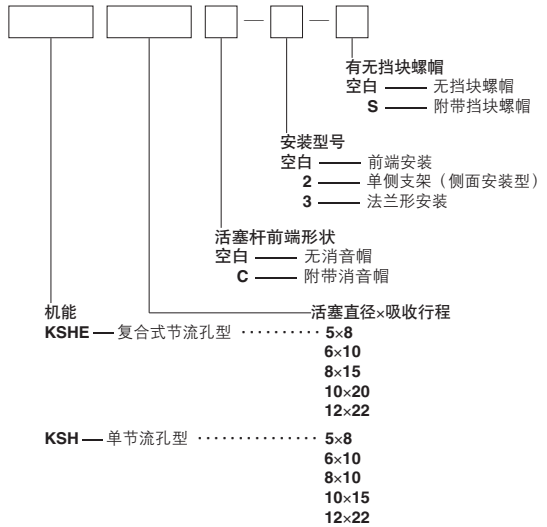 有无挡块螺帽
空白 —— 无挡块螺帽
S —— 附带挡块螺帽
安装型号
空白 —— 前端安装
2 —— 单侧支架（侧面安装型）
3 —— 法兰形安装
活塞杆前端形状
空白 —— 无消音帽
C —— 附带消音帽
机能
活塞直径×吸收行程
KSHE — 复合式节流孔型 ·········· 5×8
6×10
8×15
10×20
12×22
KSH — 单节流孔型 ············· 5×8
6×10
8×10
10×15
12×22